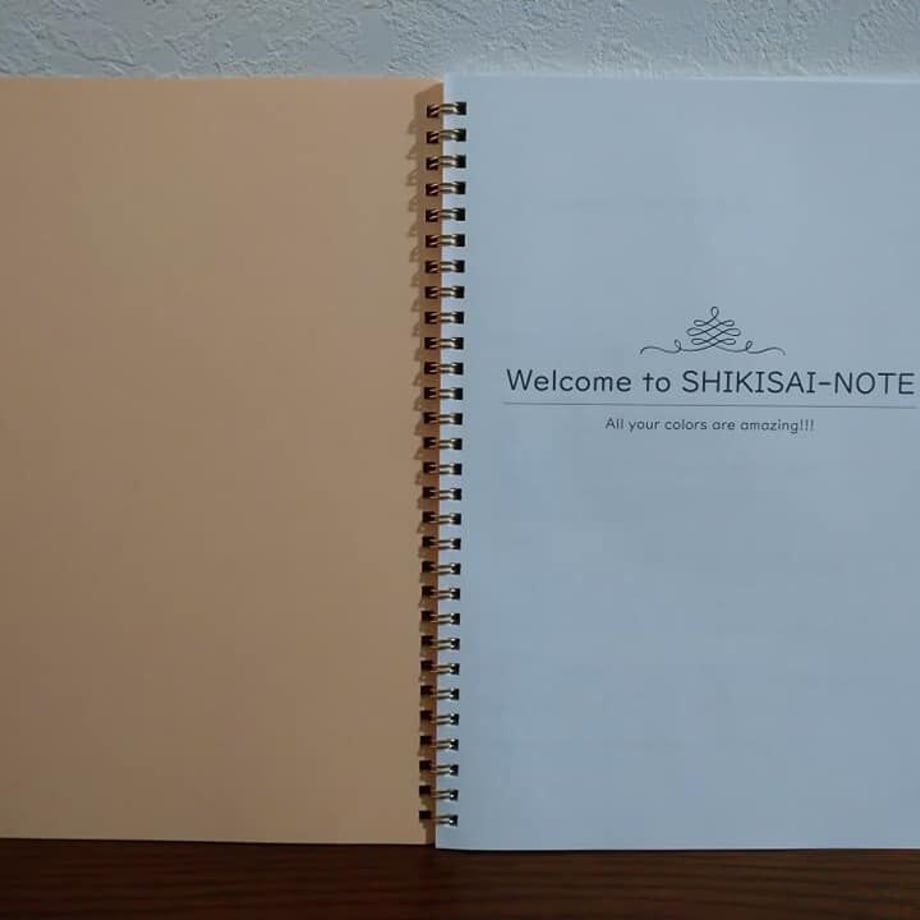 Welcome to SHIKISAI-NOTE
All your colors are amazing!!!